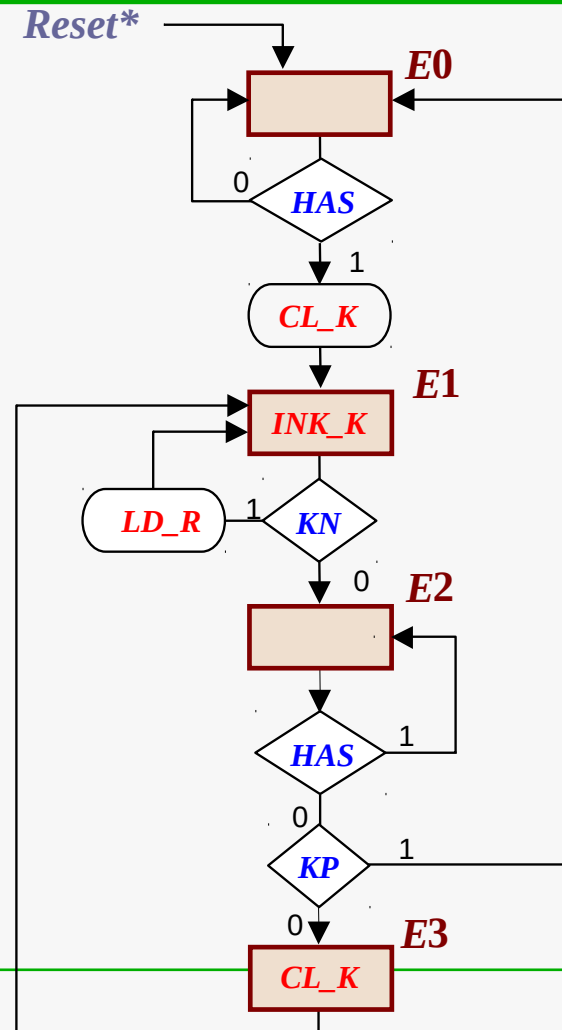 Reset*
E0
0
HAS
1
CL_K
E1
INK_K
1
LD_R
KN
0
E2
HAS
1
0
KP
1
0
E3
CL_K